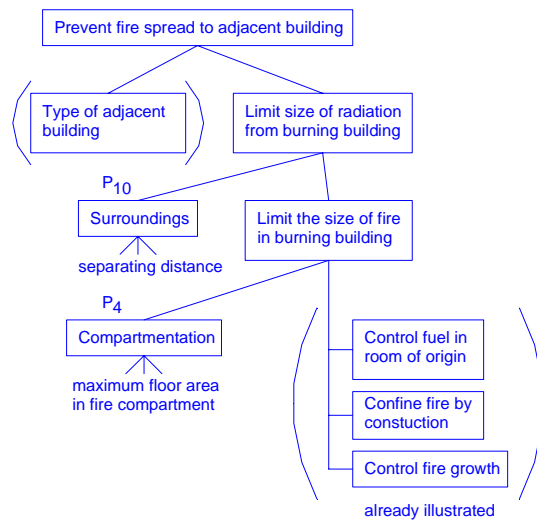 Prevent fire spread to adjacent building
Type of adjacent
building
Limit size of radiation
from burning building
P10
Surroundings
separating distance
Limit the size of fire
in burning building
P4
Compartmentation
maximum floor area
in fire compartment
Control fuel in
room of origin
Confine fire by
constuction
Control fire growth
already illustrated